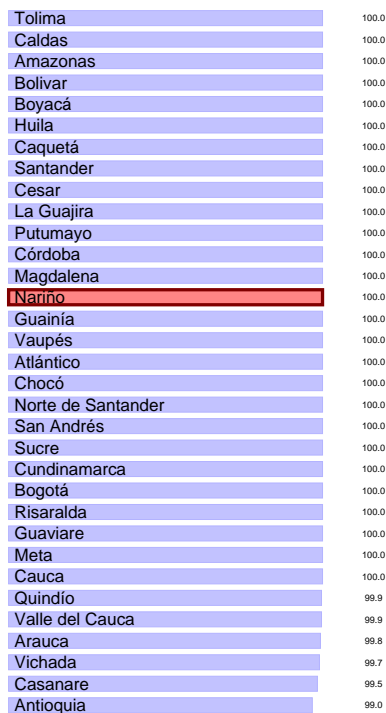 Tolima 100.0
Caldas 100.0
Amazonas 100.0
Bolivar 100.0
Boyacá 100.0
Huila 100.0
Caquetá 100.0
Santander 100.0
Cesar 100.0
La Guajira 100.0
Putumayo 100.0
Córdoba 100.0
Magdalena 100.0
Nariño 100.0
Guainía 100.0
Vaupés 100.0
Atlántico 100.0
Chocó 100.0
Norte de Santander 100.0
San Andrés 100.0
Sucre 100.0
Cundinamarca 100.0
Bogotá 100.0
Risaralda 100.0
Guaviare 100.0
Meta 100.0
Cauca 100.0
Quindío 99.9
Valle del Cauca 99.9
Arauca 99.8
Vichada 99.7
Casanare 99.5
Antioquia 99.0